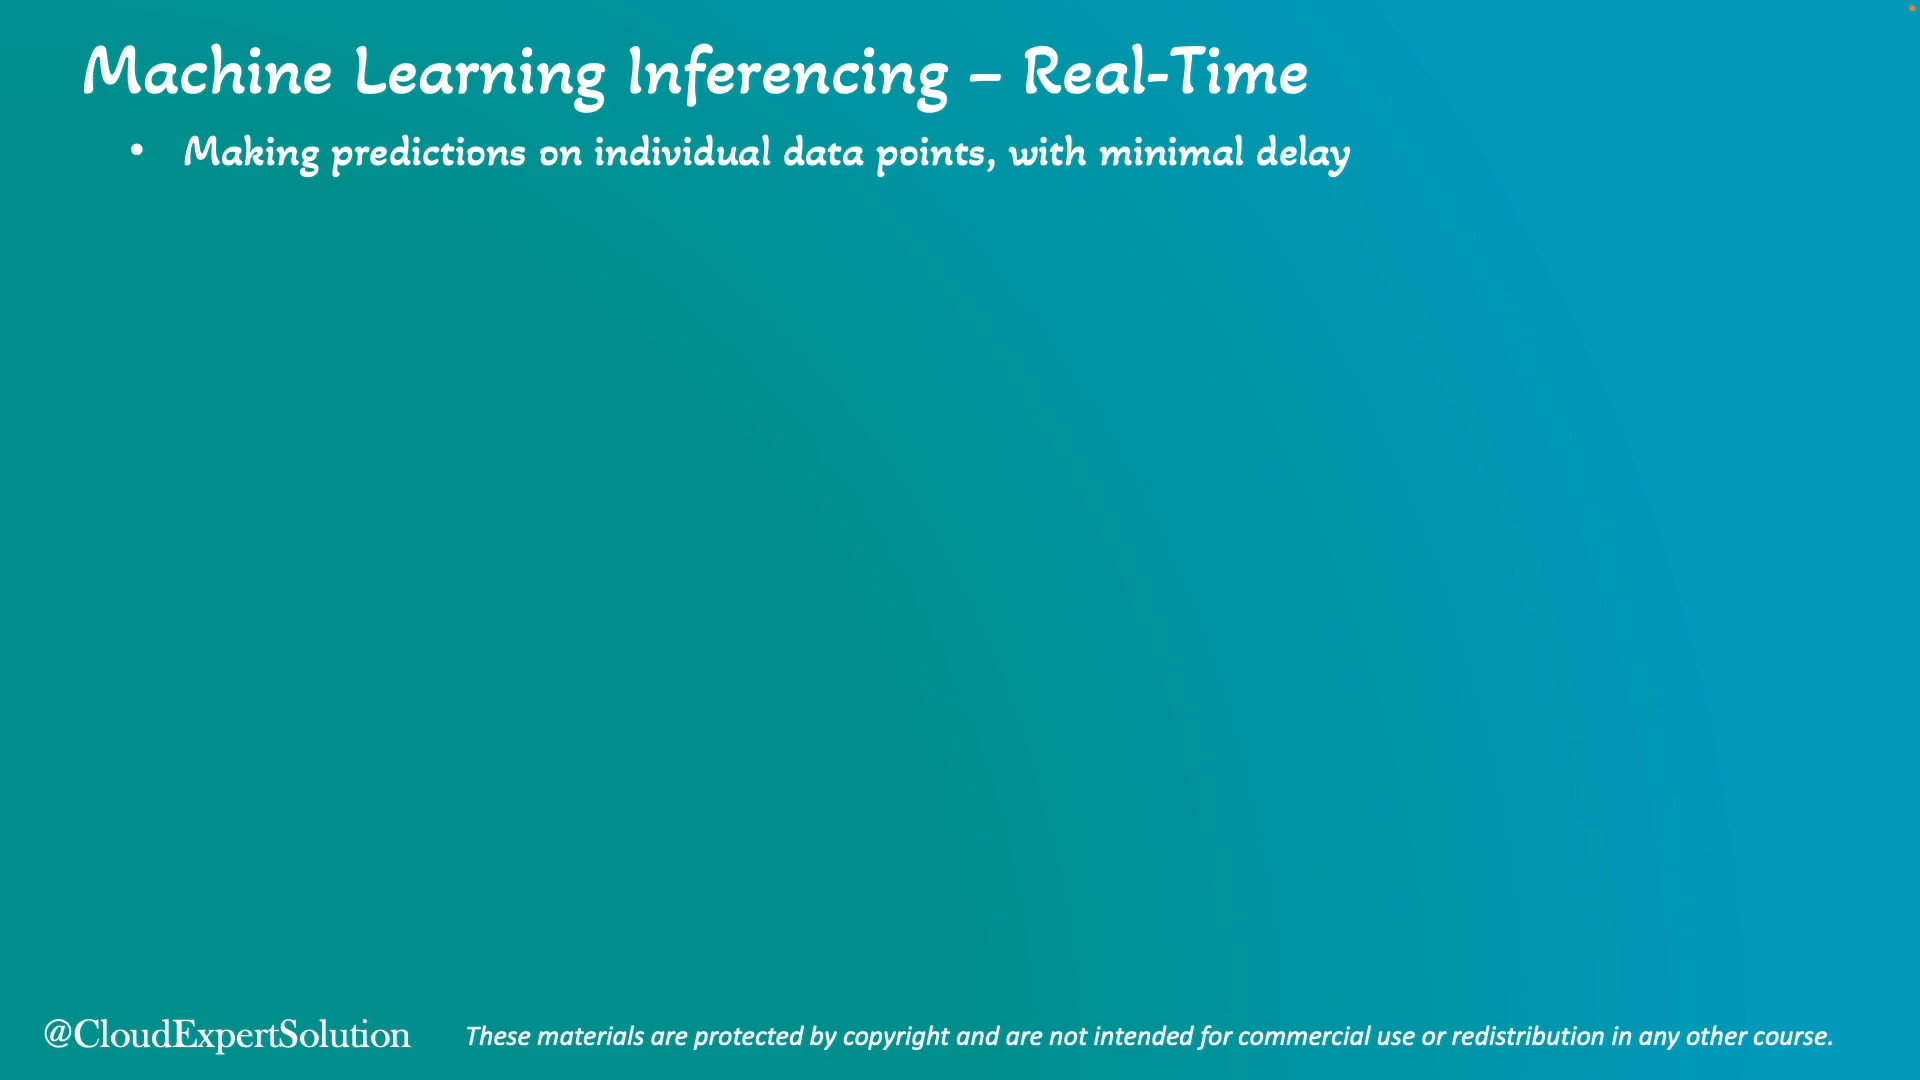 Machine Learning Inferencing – Real-Time
• Making predictions on individual data points, with minimal delay
@CloudExpertSolution These materials are protected by copyright and are not intended for commercial use or redistribution in any other course.